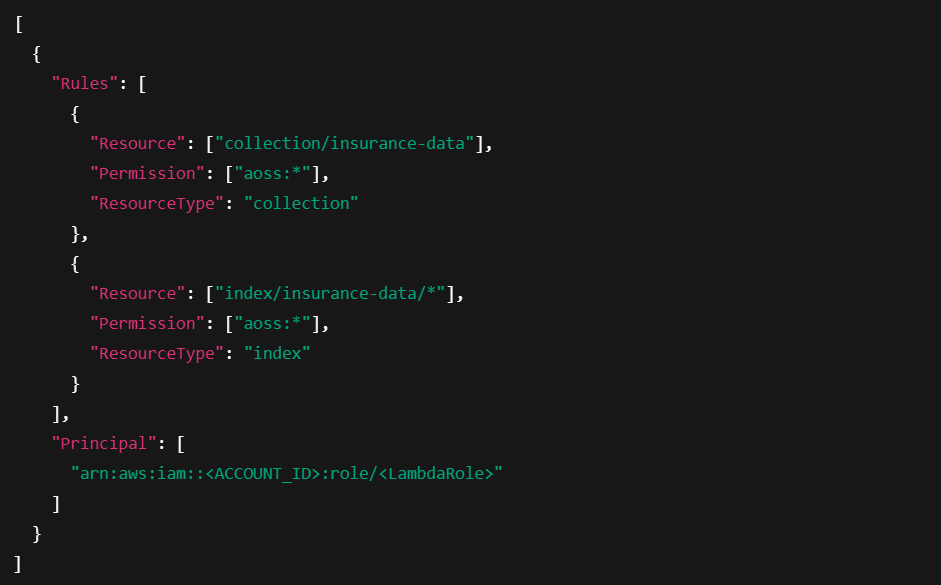 [
  {
    "Rules": [
      {
        "Resource": ["collection/insurance-data"],
        "Permission": ["aoss:*"],
        "ResourceType": "collection"
      },
      {
        "Resource": ["index/insurance-data/*"],
        "Permission": ["aoss:*"],
        "ResourceType": "index"
      }
    ],
    "Principal": [
      "arn:aws:iam::<ACCOUNT_ID>:role/<LambdaRole>"
    ]
  }
]